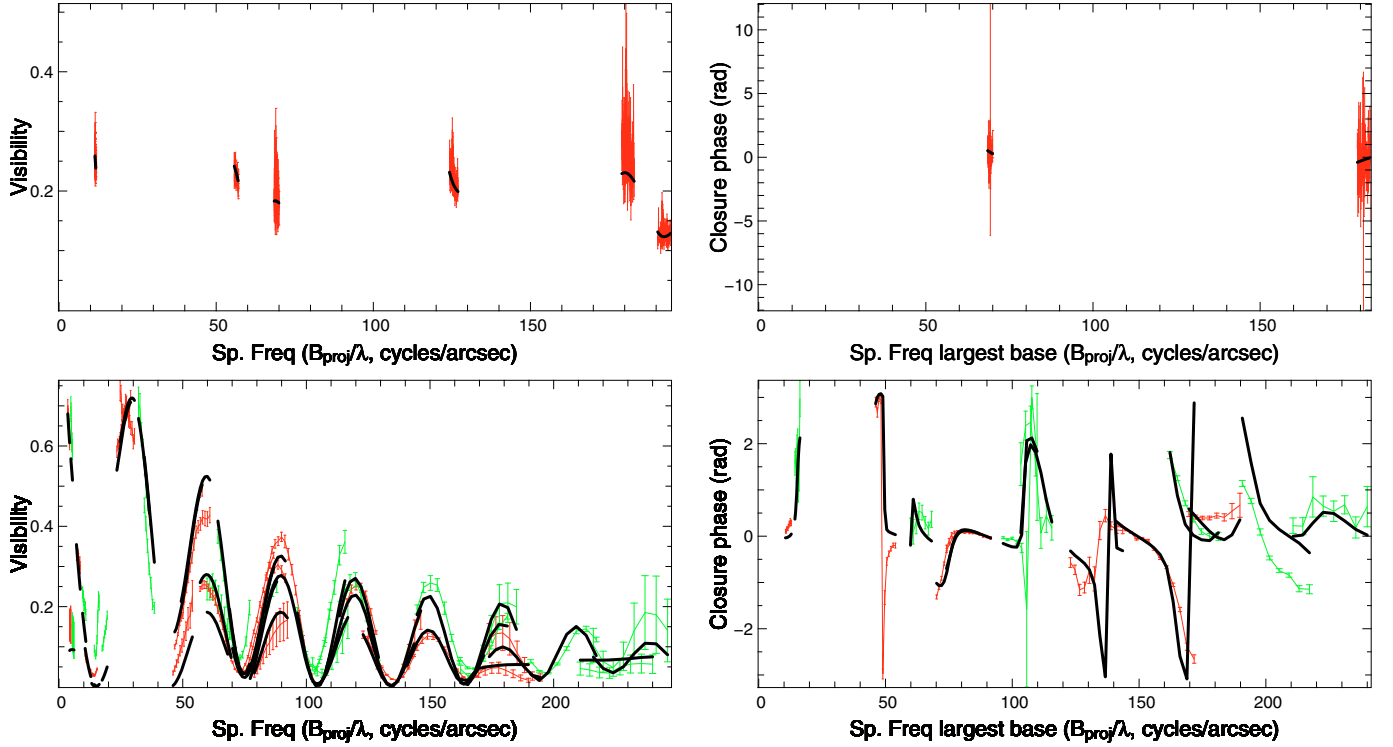 0.4
0.2
Visibility
0 50 100 150
Sp. Freq (Bproj/λ, cycles/arcsec)
10
5
0
−5
−10
Closure phase (rad)
0 50 100 150
Sp. Freq largest base (Bproj/λ, cycles/arcsec)
0.6
0.4
0.2
Visibility
0 50 100 150 200
Sp. Freq (Bproj/λ, cycles/arcsec)
2
0
−2
Closure phase (rad)
0 50 100 150 200
Sp. Freq largest base (Bproj/λ, cycles/arcsec)